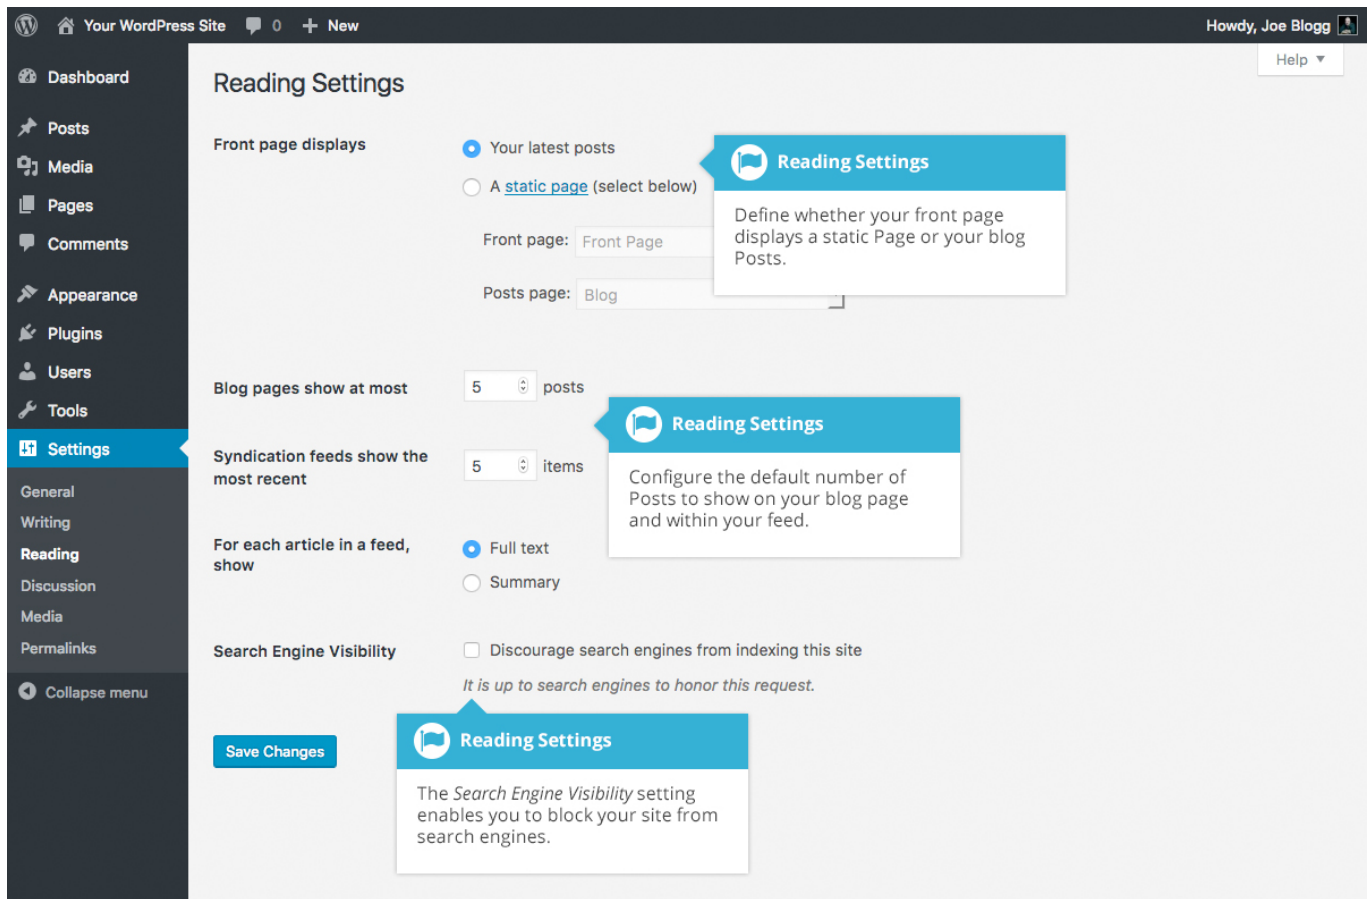 Your WordPress Site 0 New Howdy, Joe Blogg
Help
Dashboard
Posts
Media
Pages
Comments
Appearance
Plugins
Users
Tools
Settings
General
Writing
Reading
Discussion
Media
Permalinks
Collapse menu
Reading Settings
Front page displays
Your latest posts
A static page (select below)
Front page: Front Page
Posts page: Blog
Reading Settings
Define whether your front page
displays a static Page or your blog
Posts.
Blog pages show at most
5 posts
Syndication feeds show the
most recent
5 items
Reading Settings
Configure the default number of
Posts to show on your blog page
and within your feed.
For each article in a feed,
show
Full text
Summary
Search Engine Visibility
Discourage search engines from indexing this site
It is up to search engines to honor this request.
Reading Settings
The Search Engine Visibility setting
enables you to block your site from
search engines.
Save Changes